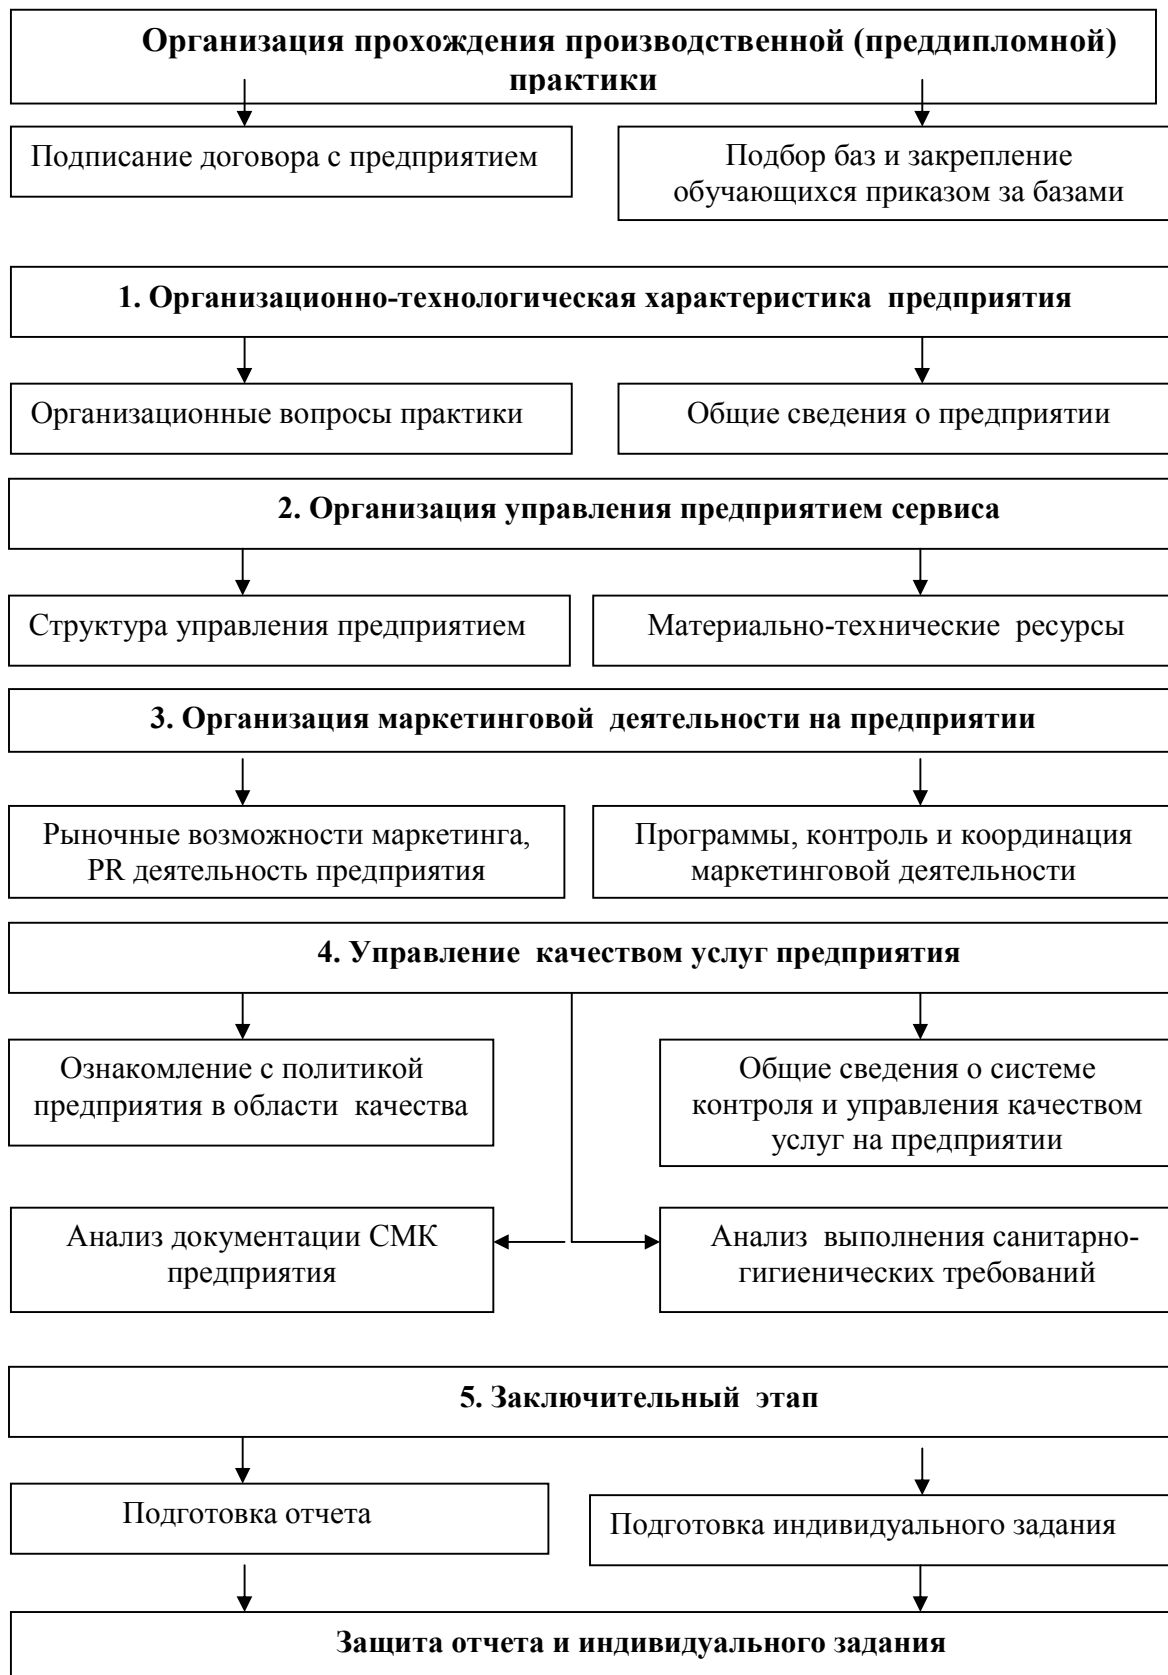 Организация прохождения производственной (преддипломной)
практики
Подписание договора с предприятием
Подбор баз и закрепление
обучающихся приказом за базами
1. Организационно-технологическая характеристика предприятия
Организационные вопросы практики
Общие сведения о предприятии
2. Организация управления предприятием сервиса
Структура управления предприятием
Материально-технические ресурсы
3. Организация маркетинговой деятельности на предприятии
Рыночные возможности маркетинга,
PR деятельность предприятия
Программы, контроль и координация
маркетинговой деятельности
4. Управление качеством услуг предприятия
Ознакомление с политикой
предприятия в области качества
Общие сведения о системе
контроля и управления качеством
услуг на предприятии
Анализ документации СМК
предприятия
Анализ выполнения санитарно-
гигиенических требований
5. Заключительный этап
Подготовка отчета
Подготовка индивидуального задания
Защита отчета и индивидуального задания